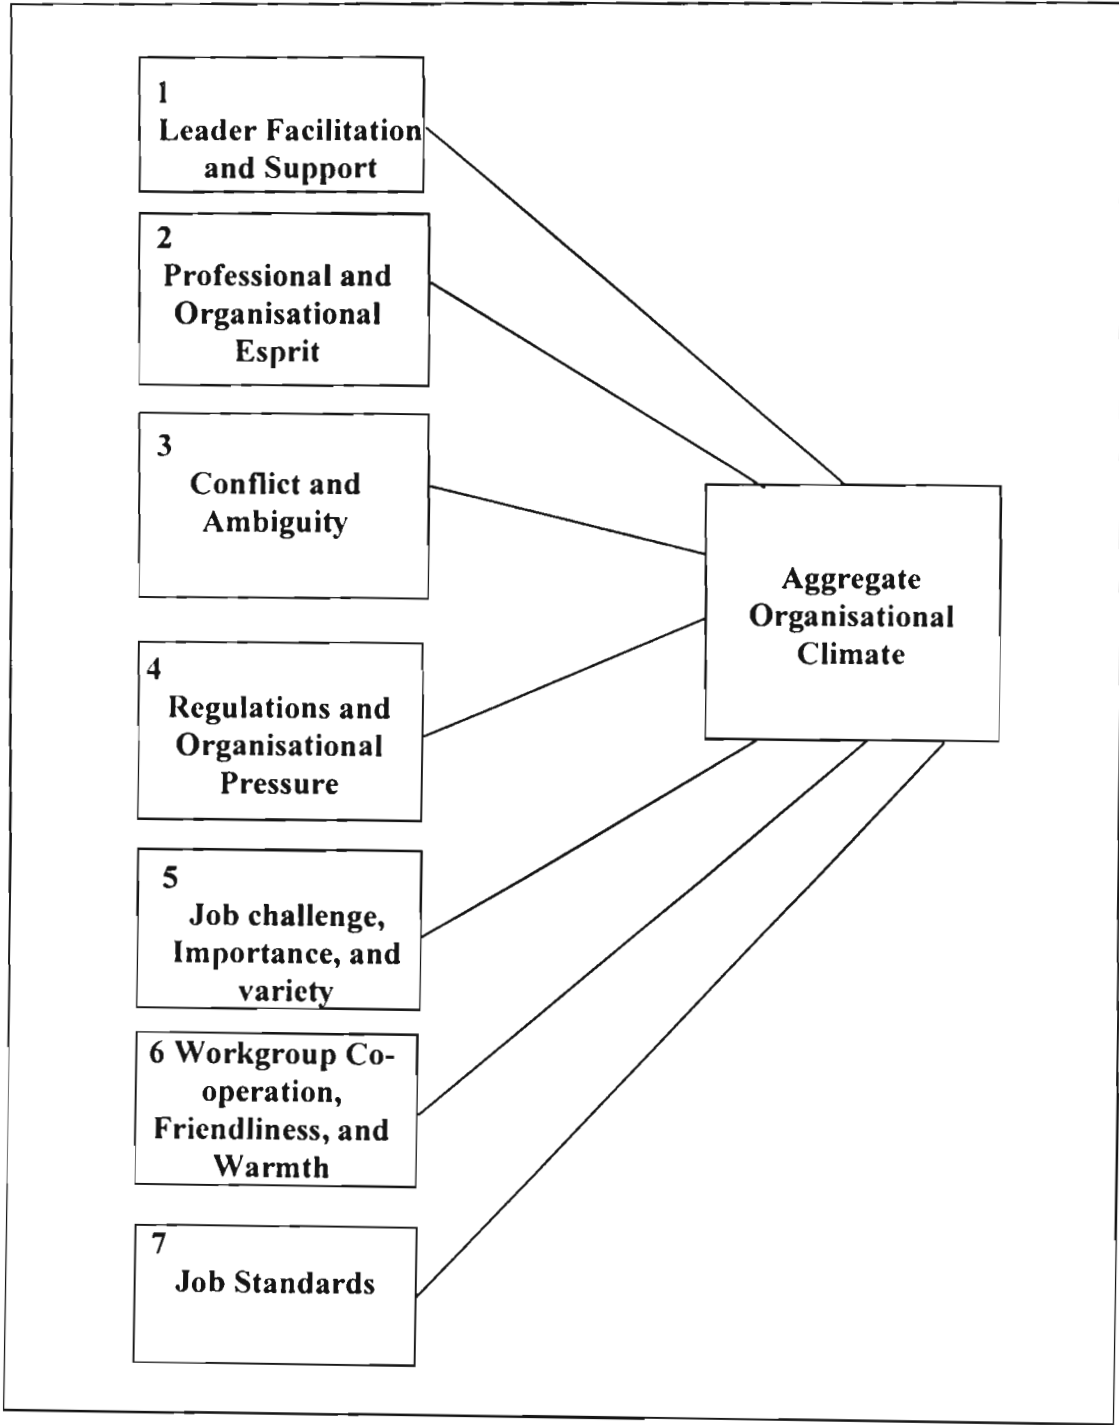 1
Leader Facilitation
and Support
2
Professional and
Organisational
Esprit
3
Conflict and
Ambiguity
4
Regulations and
Organisational
Pressure
5
Job challenge,
Importance, and
variety
6 Workgroup Co-
operation,
Friendliness, and
Warmth
7
Job Standards
Aggregate
Organisational
Climate